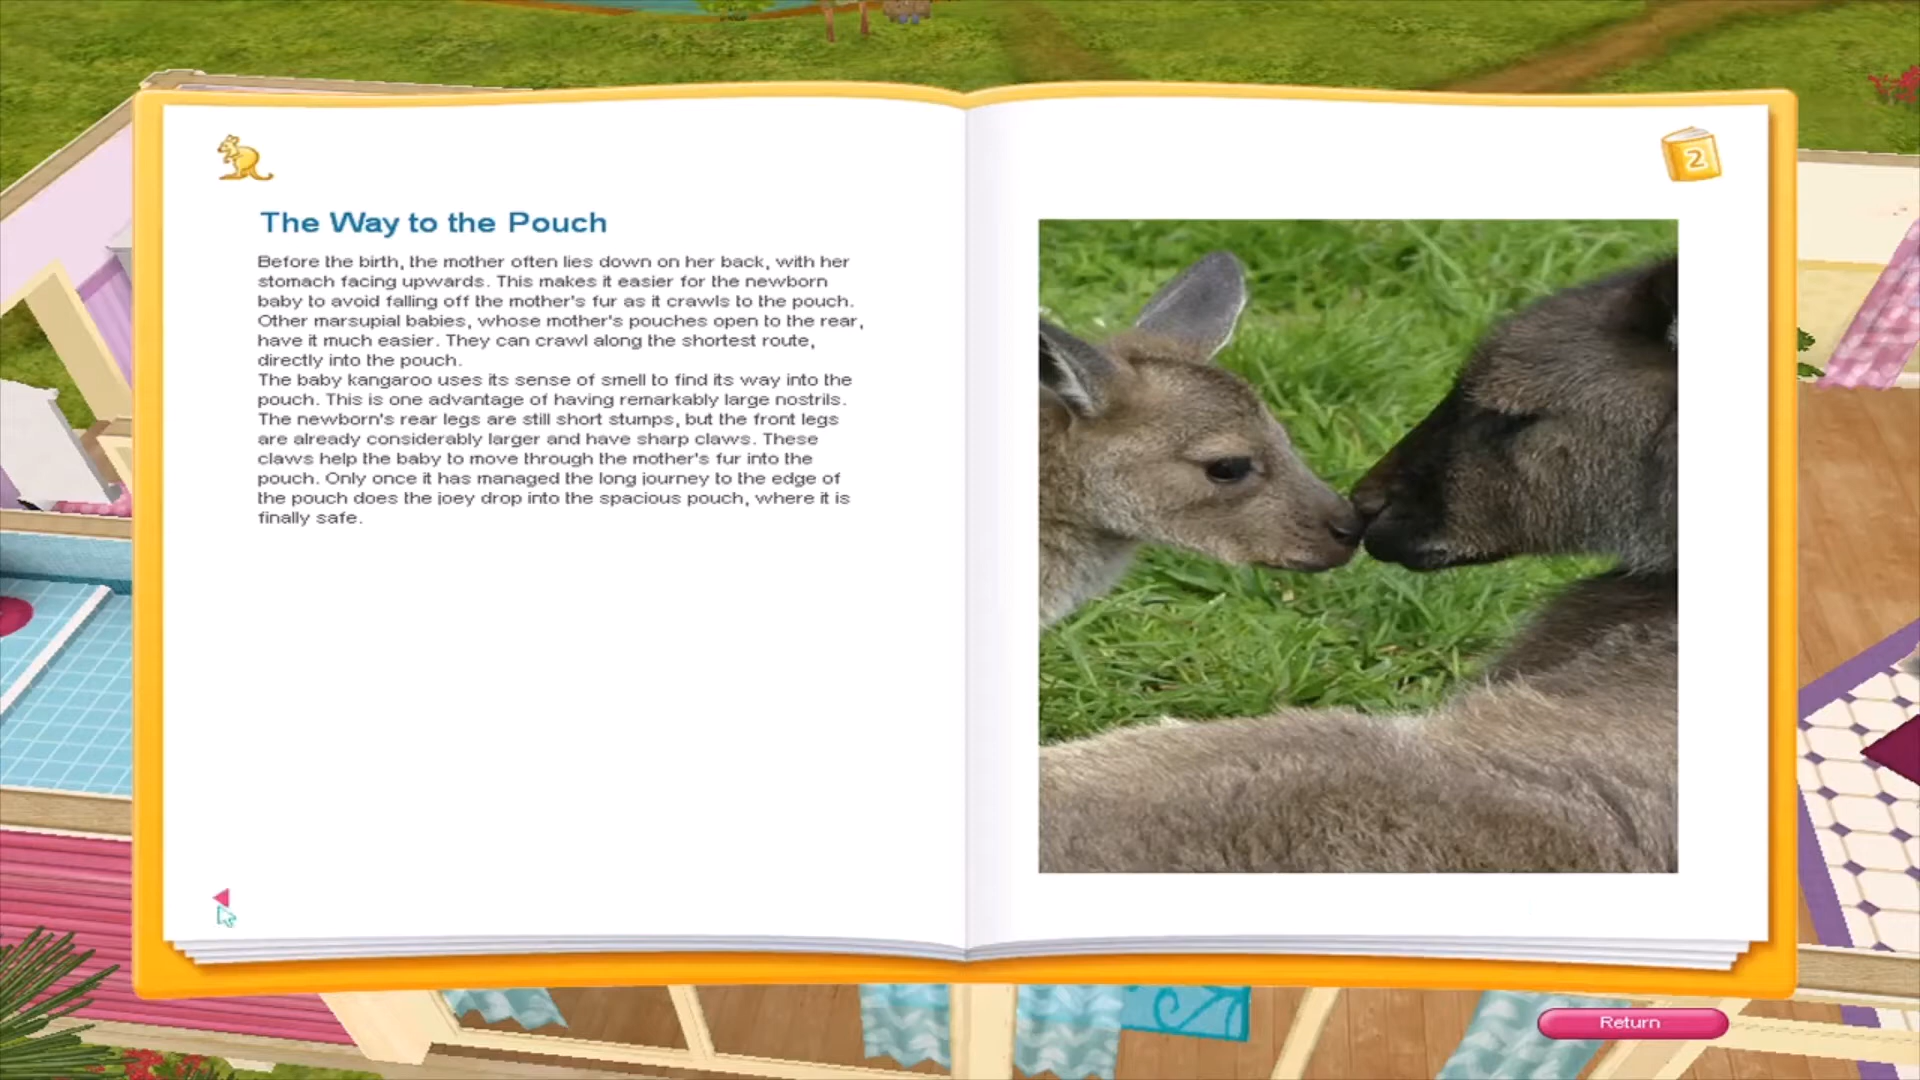 2
The Way to the Pouch
Before the birth, the mother often lies down on her back, with her
stomach facing upwards. This makes it easier for the newborn
baby to avoid falling off the mother's fur as it crawls to the pouch.
Other marsupial babies, whose mother's pouches open to the rear,
have it much easier. They can crawl along the shortest route,
directly into the pouch.
The baby kangaroo uses its sense of smell to find its way into the
pouch. This is one advantage of having remarkably large nostrils.
The newborn's rear legs are still short stumps, but the front legs
are already considerably larger and have sharp claws. These
claws help the baby to move through the mother's fur into the
pouch. Only once it has managed the long journey to the edge of
the pouch does the joey drop into the spacious pouch, where it is
finally safe.
Return